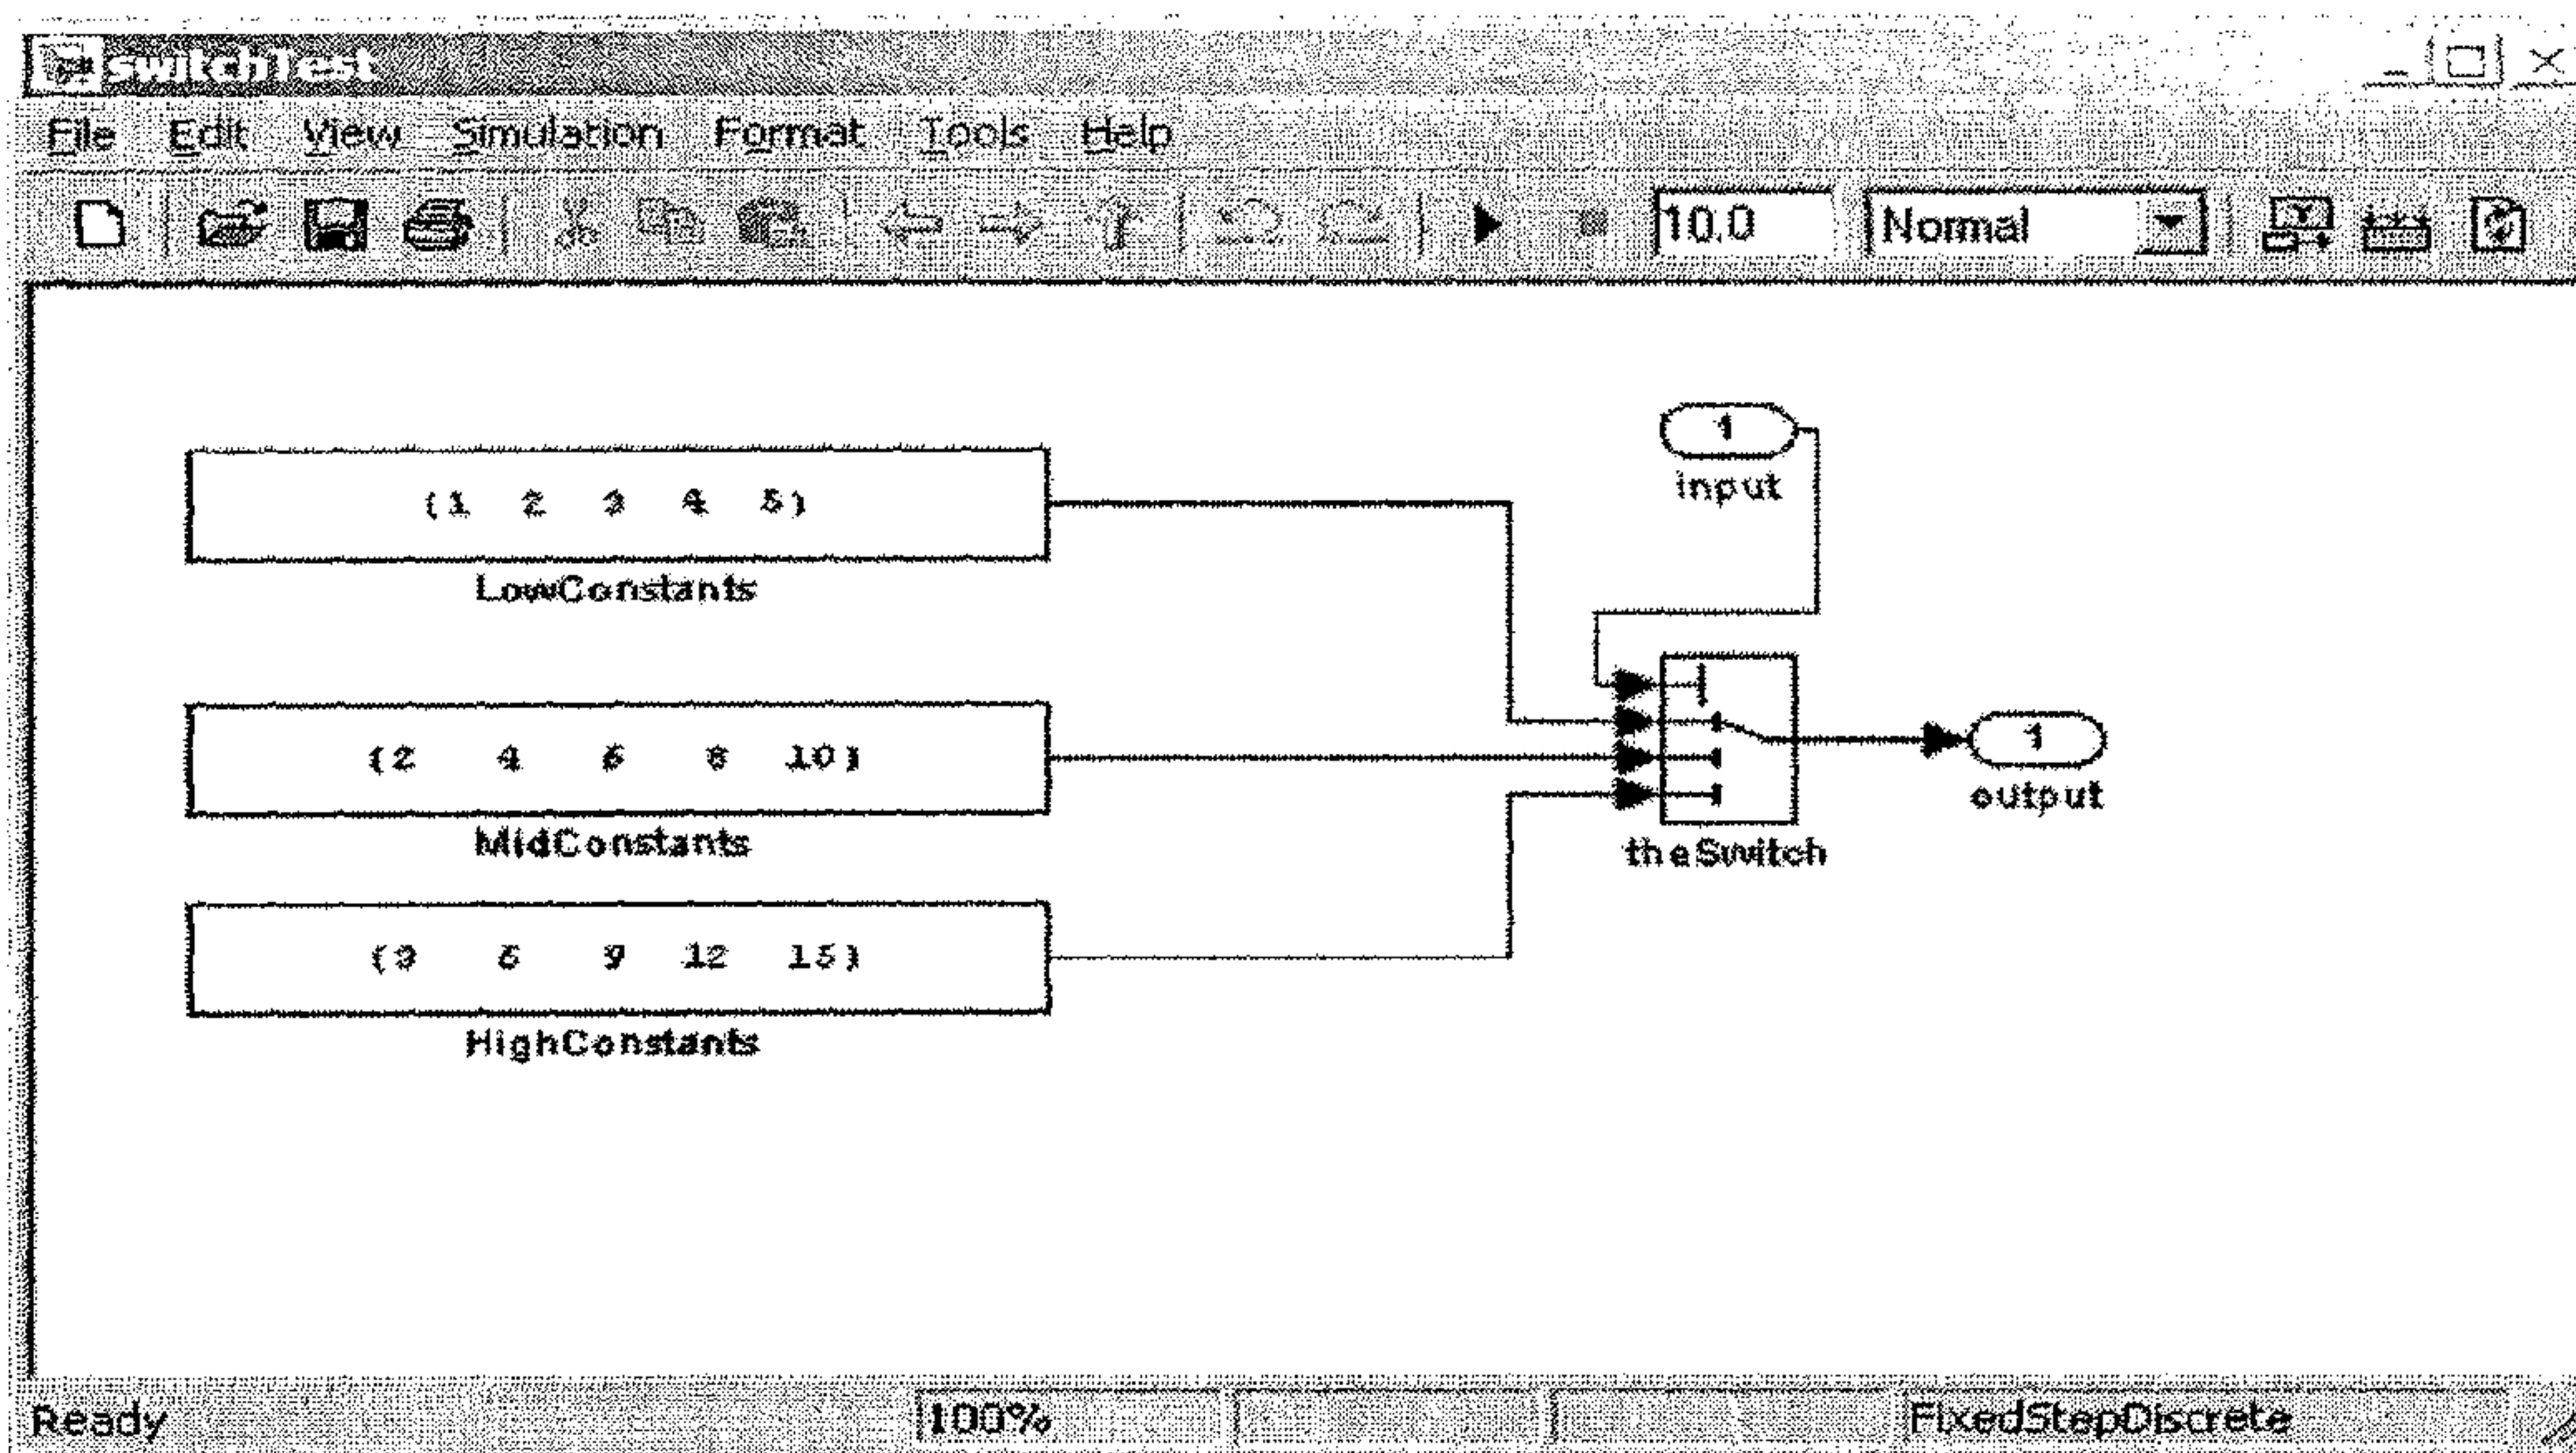 switchTest
File Edit View Simulation Format Tools Help
10.0 Normal
1
input
(1 2 3 4 5)
LowConstants
(2 4 6 8 10)
MidConstants
1
output
theSwitch
(3 6 9 12 15)
HighConstants
Ready 100% FixedStepDiscrete